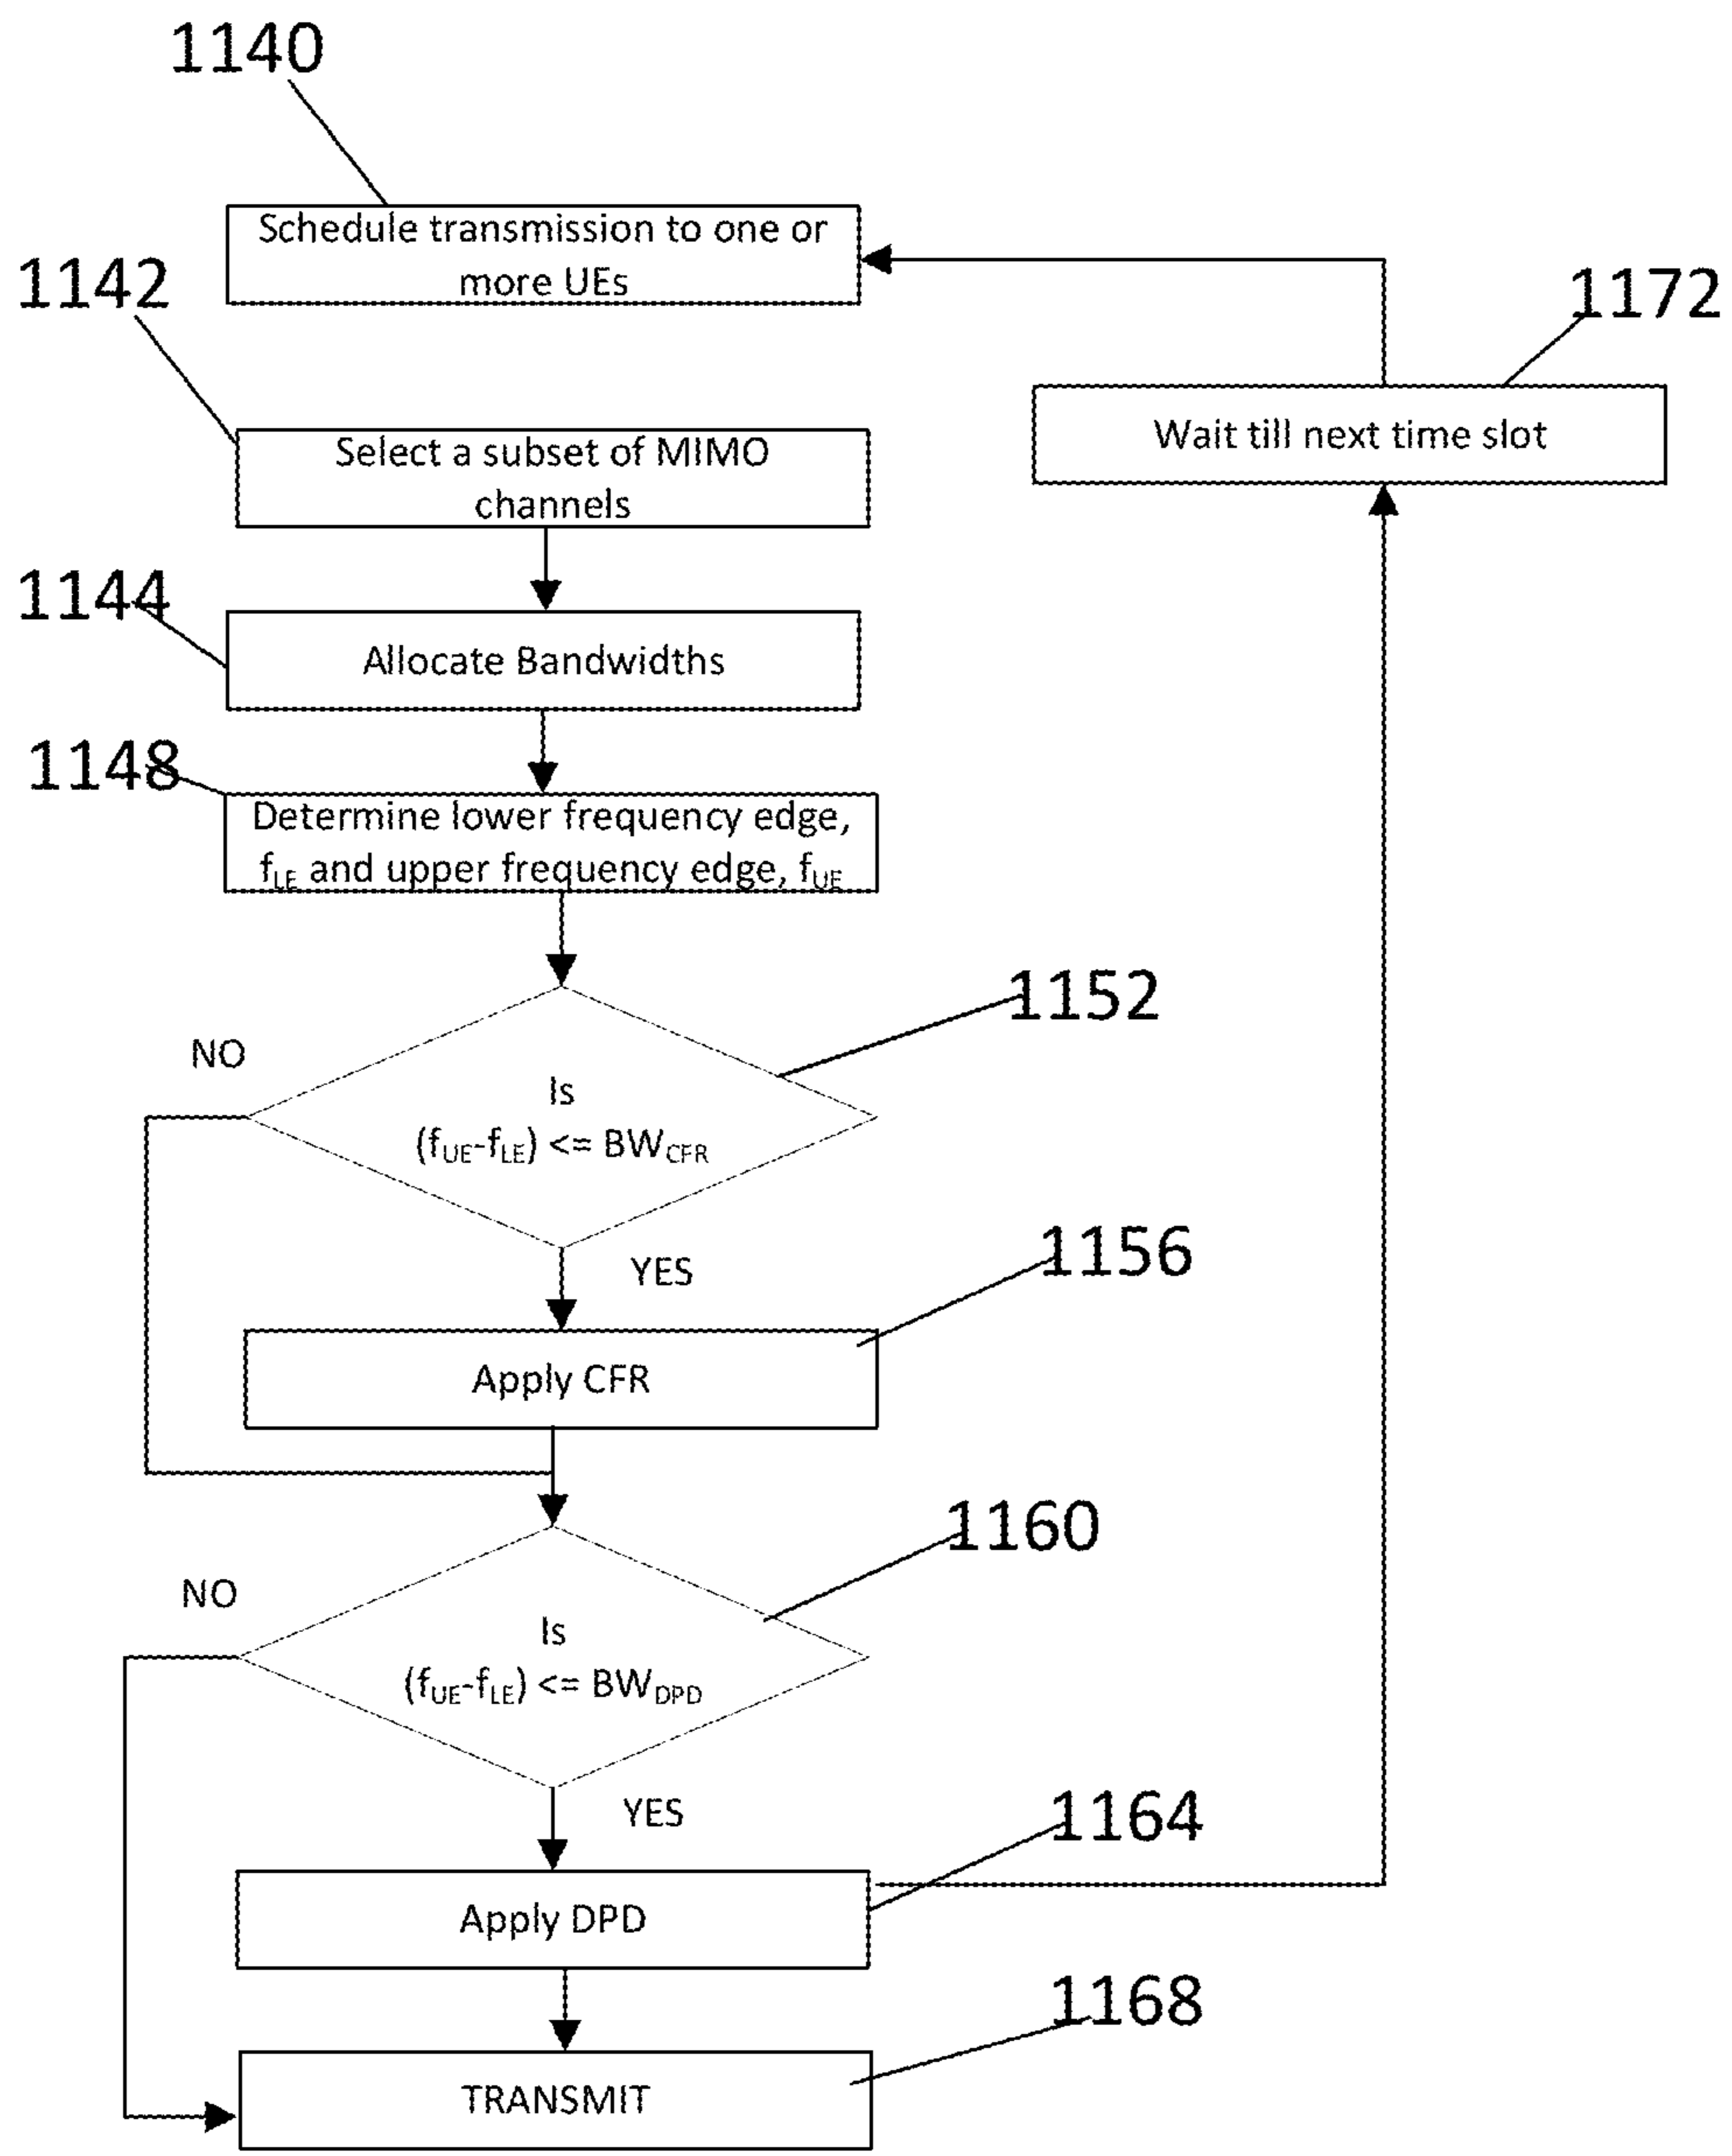 1140
Schedule transmission to one or
more UEs
1142
1172
Wait till next time slot
Select a subset of MIMO
channels
1144
Allocate Bandwidths
1148
Determine lower frequency edge,
fLE and upper frequency edge, fUE
1152
NO
Is
(fUE-fLE) <= BWCFR
YES
1156
Apply CFR
1160
NO
Is
(fUE-fLE) <= BWDPD
YES
1164
Apply DPD
1168
TRANSMIT